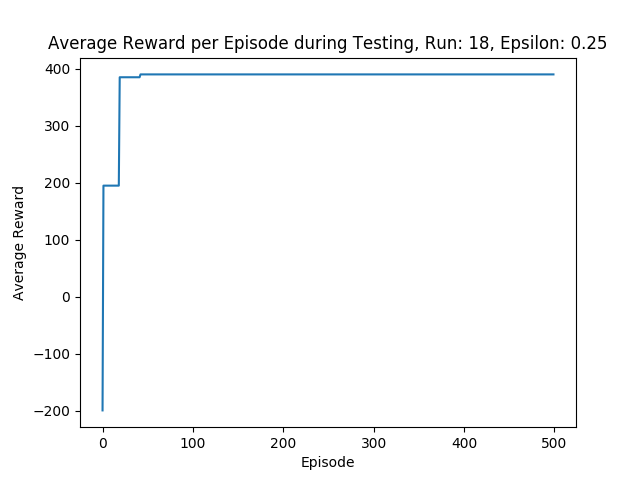 Average Reward per Episode during Testing, Run: 18, Epsilon: 0.25
400
300
200
100
0
−100
−200
Average Reward
0 100 200 300 400 500
Episode